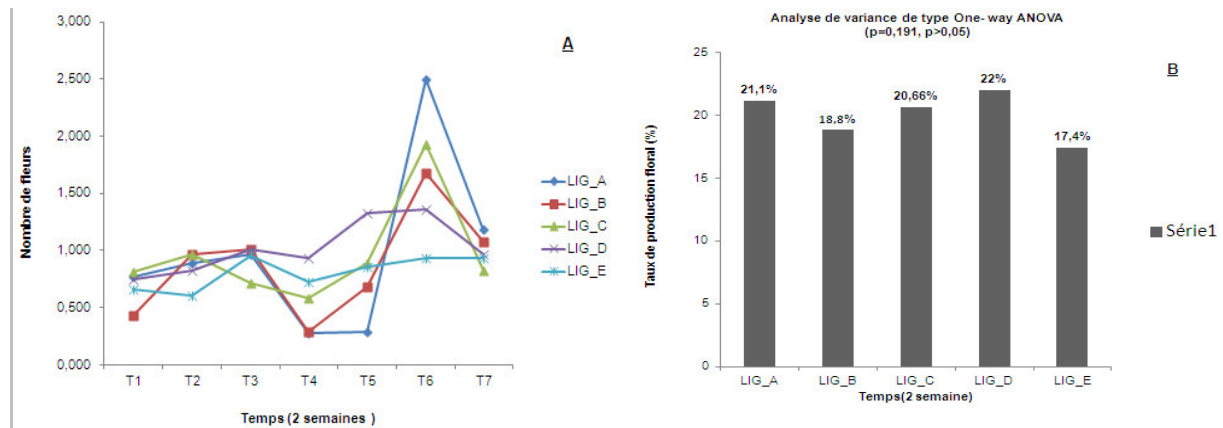 A
3,000
2,500
2,000
1,500
1,000
0,500
0,000
Nombre de fleurs
T1 T2 T3 T4 T5 T6 T7
Temps (2 semaines )
LIG_A
LIG_B
LIG_C
LIG_D
LIG_E
Analyse de variance de type One- way ANOVA
(p=0,191, p>0,05)
B
25
20
15
10
5
0
Taux de production floral (%)
21,1%
18,8%
20,66%
22%
17,4%
LIG_A LIG_B LIG_C LIG_D LIG_E
Temps(2 semaine)
Série1